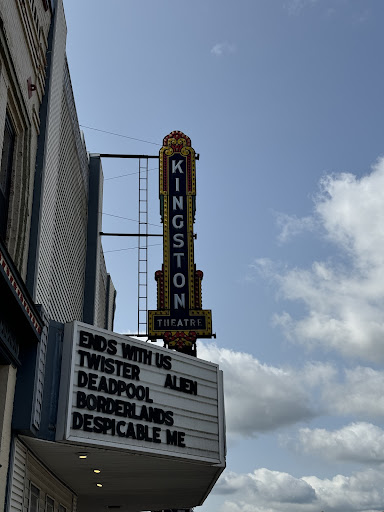 KINGSTON
THEATRE
ENDS WITH US
TWISTER ALIEN
DEADPOOL
BORDERLANDS
DESPICABLE ME